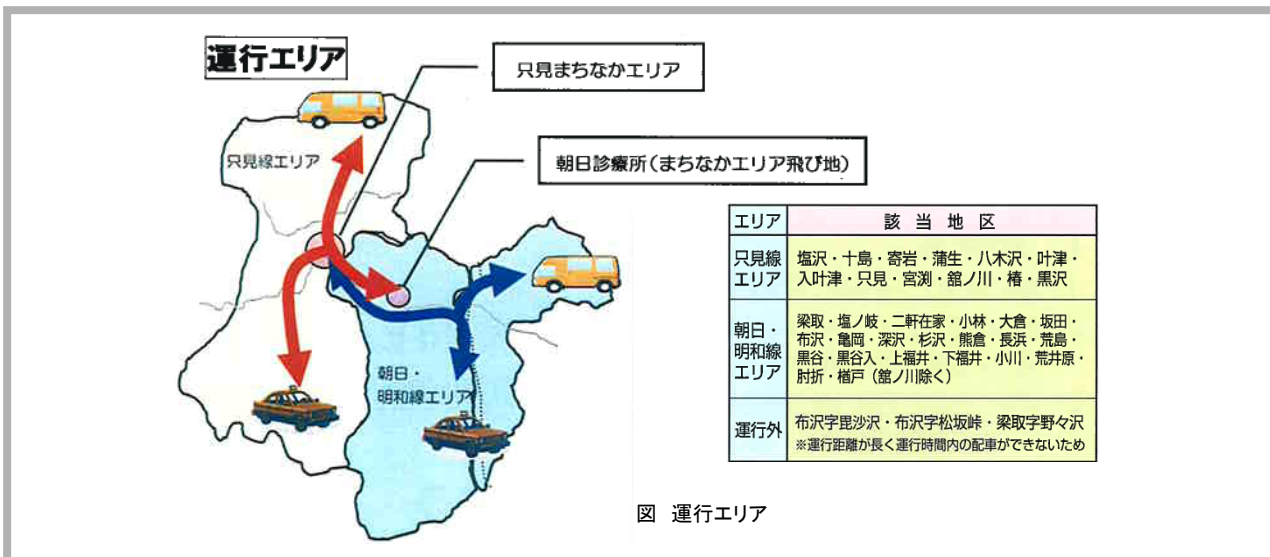 運行エリア
只見まちなかエリア
只見線エリア
朝日診療所(まちなかエリア飛び地)
朝日・
明和線エリア
エリア 該当地区
只見線
エリア
塩沢・十島・寄岩・蒲生・八木沢・叶津・
入叶津・只見・宮渕・舘ノ川・椿・黒沢
朝日・
明和線
エリア
梁取・塩ノ岐・二軒在家・小林・大倉・坂田・
布沢・亀岡・深沢・杉沢・熊倉・長浜・荒島・
黒谷・黒谷入・上福井・下福井・小川・荒井原・
肘折・楢戸（舘ノ川除く）
運行外
布沢字毘沙沢・布沢字松坂峠・梁取字野々沢
※運行距離が長く運行時間内の配車ができないため
図 運行エリア